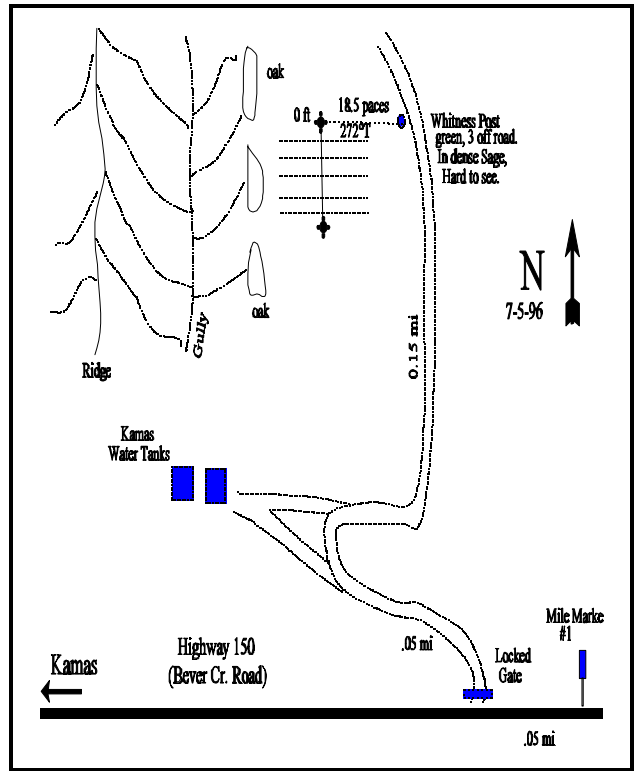 oak
0 ft
18.5 paces
272°T
Whitness Post
green, 3 off road.
In dense Sage,
Hard to see.
N
7-5-96
oak
Gully
0.15 mi
Ridge
Kamas
Water Tanks
Mile Marke
#1
.05 mi
Highway 150
(Bever Cr. Road)
Locked
Gate
Kamas
.05 mi